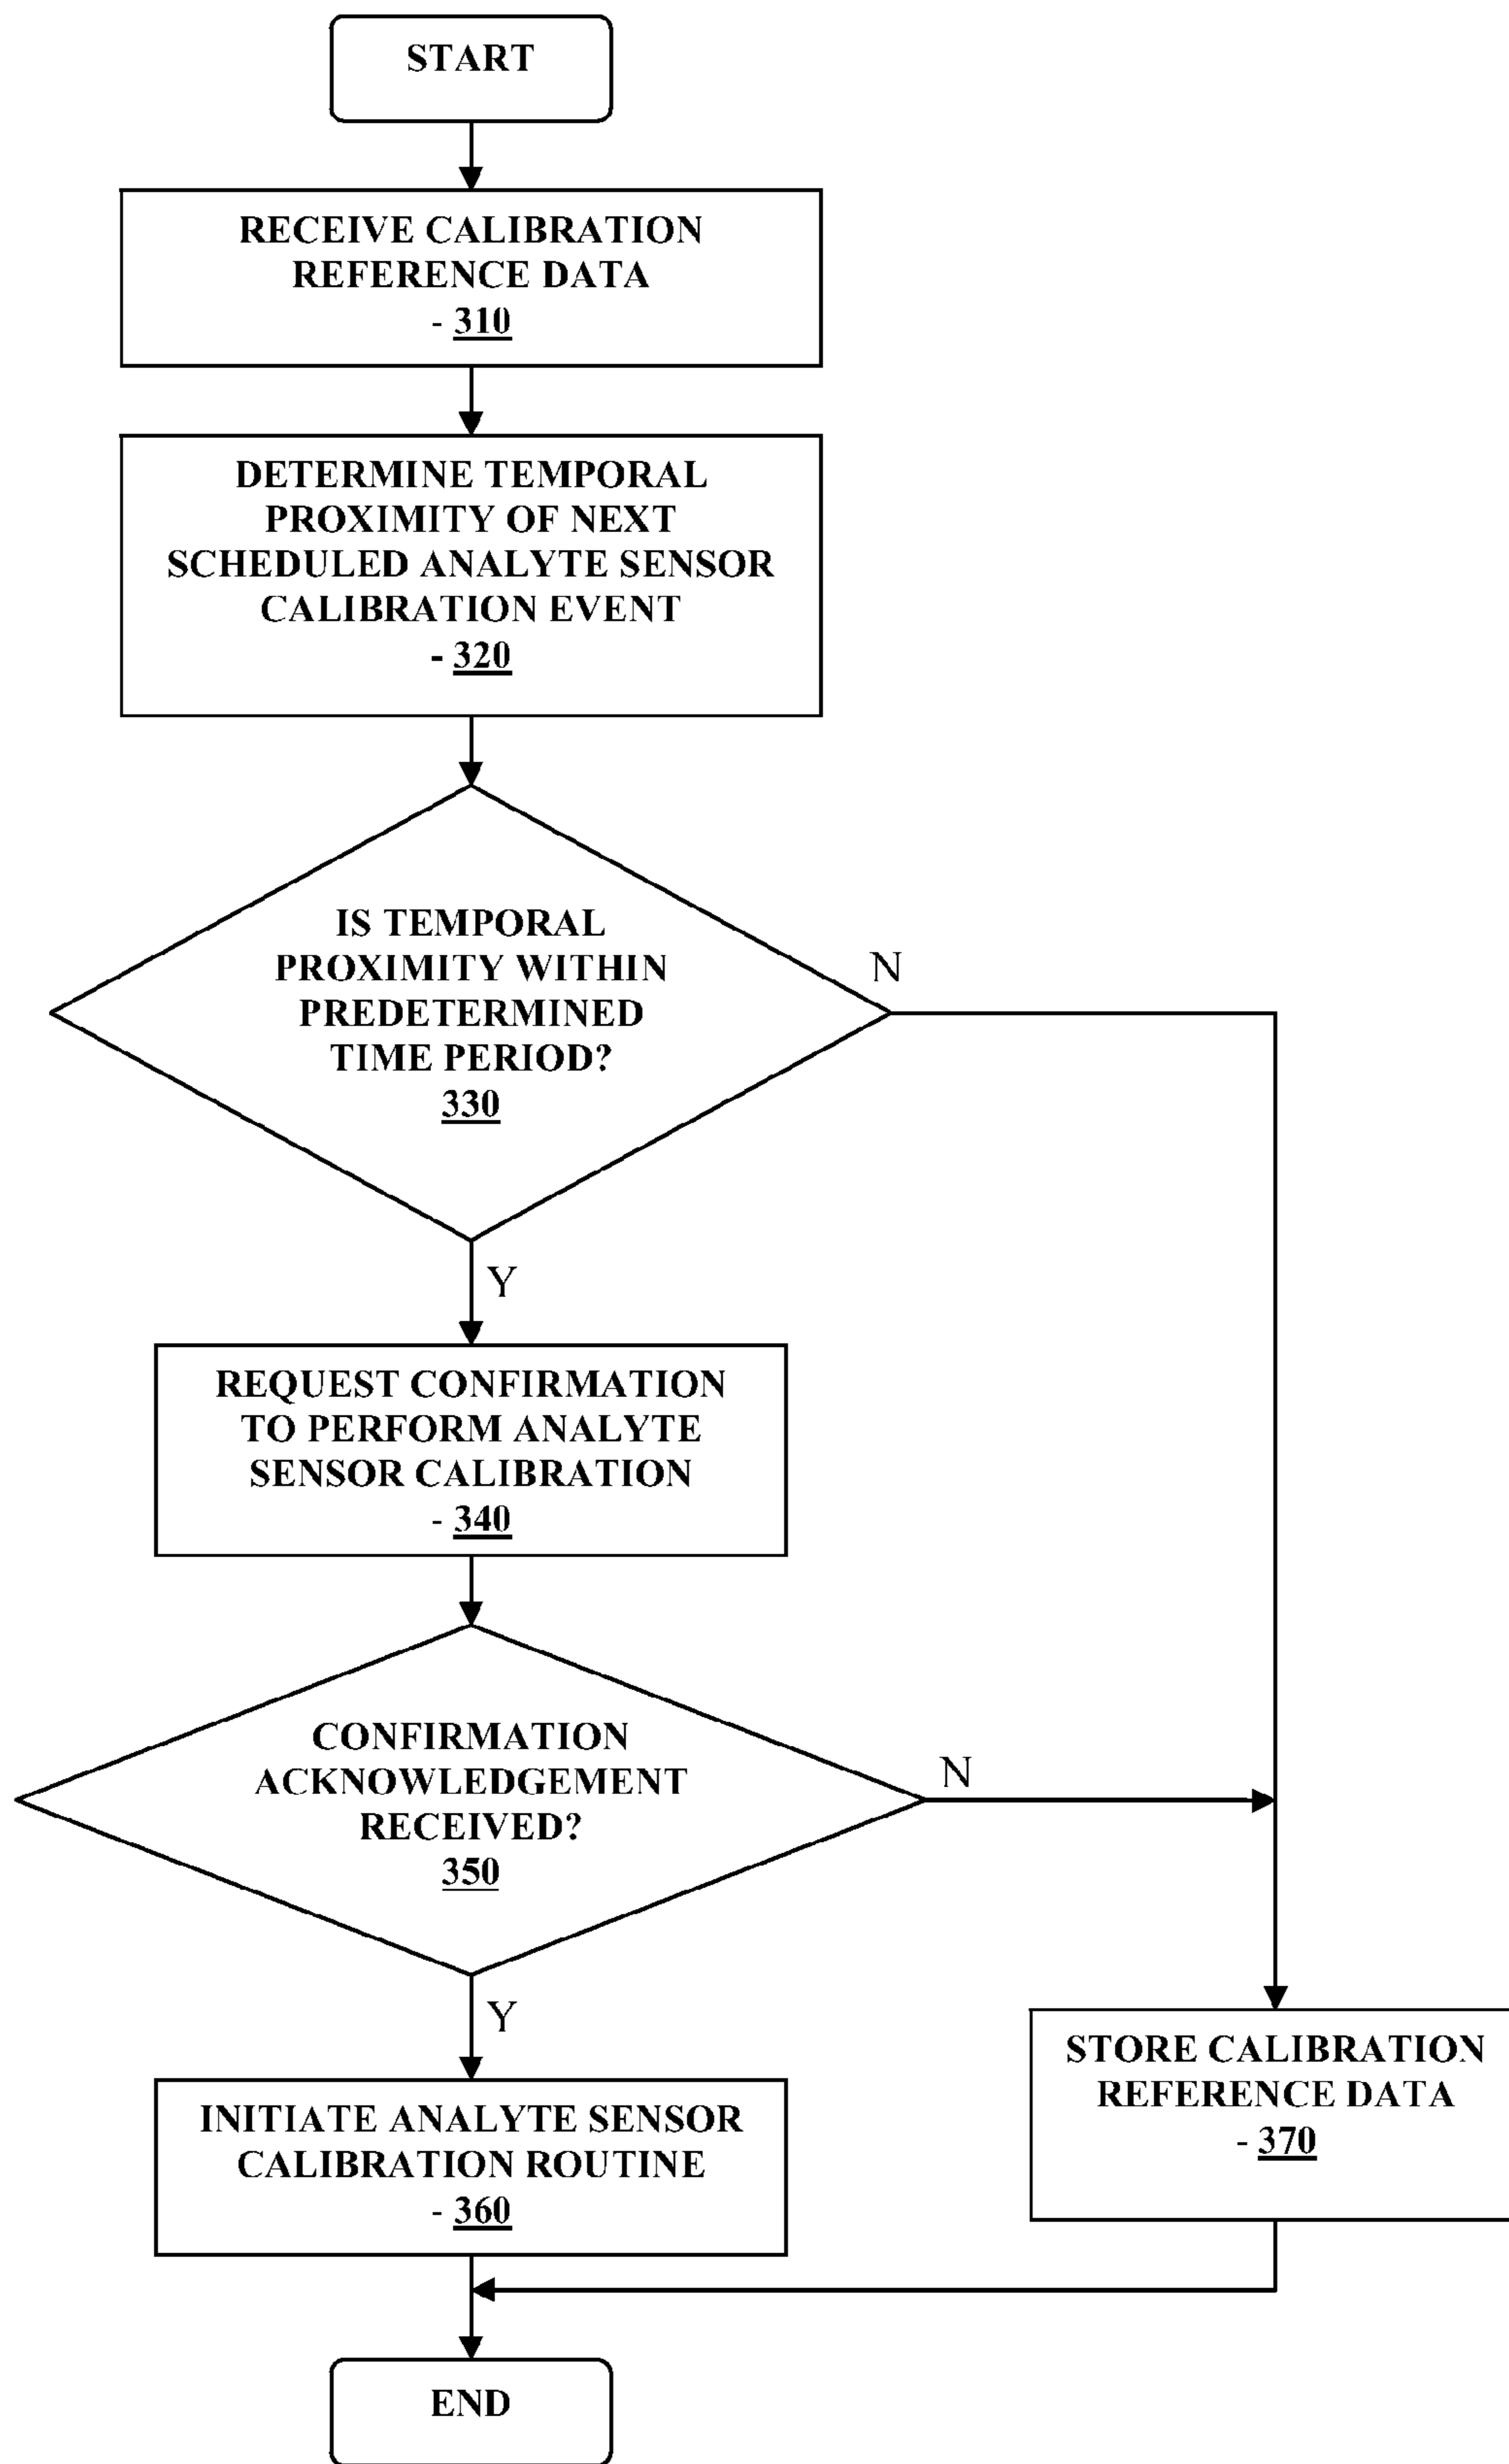 START
RECEIVE CALIBRATION
REFERENCE DATA
- 310
DETERMINE TEMPORAL
PROXIMITY OF NEXT
SCHEDULED ANALYTE SENSOR
CALIBRATION EVENT
- 320
IS TEMPORAL
PROXIMITY WITHIN
PREDETERMINED
TIME PERIOD?
330
N
Y
REQUEST CONFIRMATION
TO PERFORM ANALYTE
SENSOR CALIBRATION
- 340
CONFIRMATION
ACKNOWLEDGEMENT
RECEIVED?
350
N
Y
INITIATE ANALYTE SENSOR
CALIBRATION ROUTINE
- 360
STORE CALIBRATION
REFERENCE DATA
- 370
END